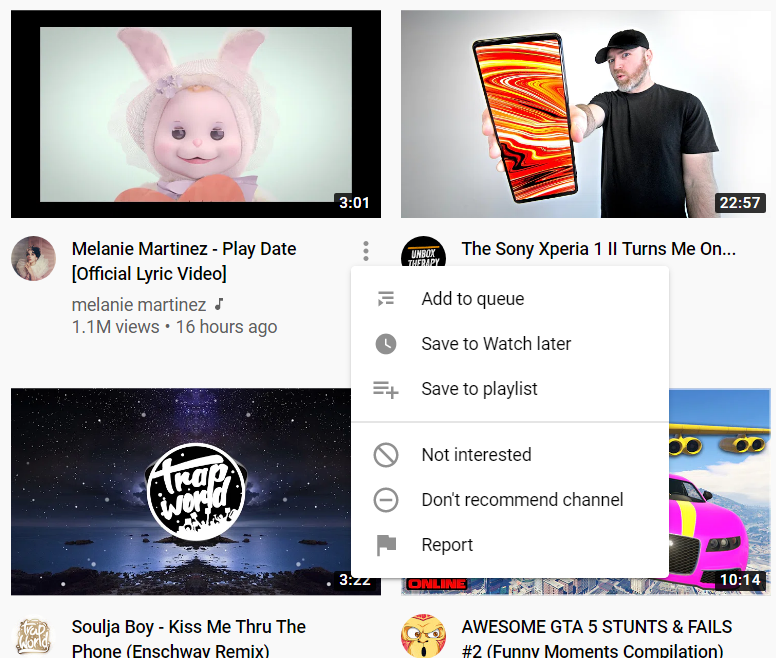 3:01
22:57
Melanie Martinez - Play Date
[Official Lyric Video]
melanie martinez
1.1M views • 16 hours ago
UNBOX
THERAPY
The Sony Xperia 1 II Turns Me On...
Add to queue
Save to Watch later
Save to playlist
Not interested
Don't recommend channel
Report
Trap
World
3:22
ONLINE
10:14
Trap
World
Soulja Boy - Kiss Me Thru The
Phone (Enschway Remix)
AWESOME GTA 5 STUNTS & FAILS
#2 (Funny Moments Compilation)